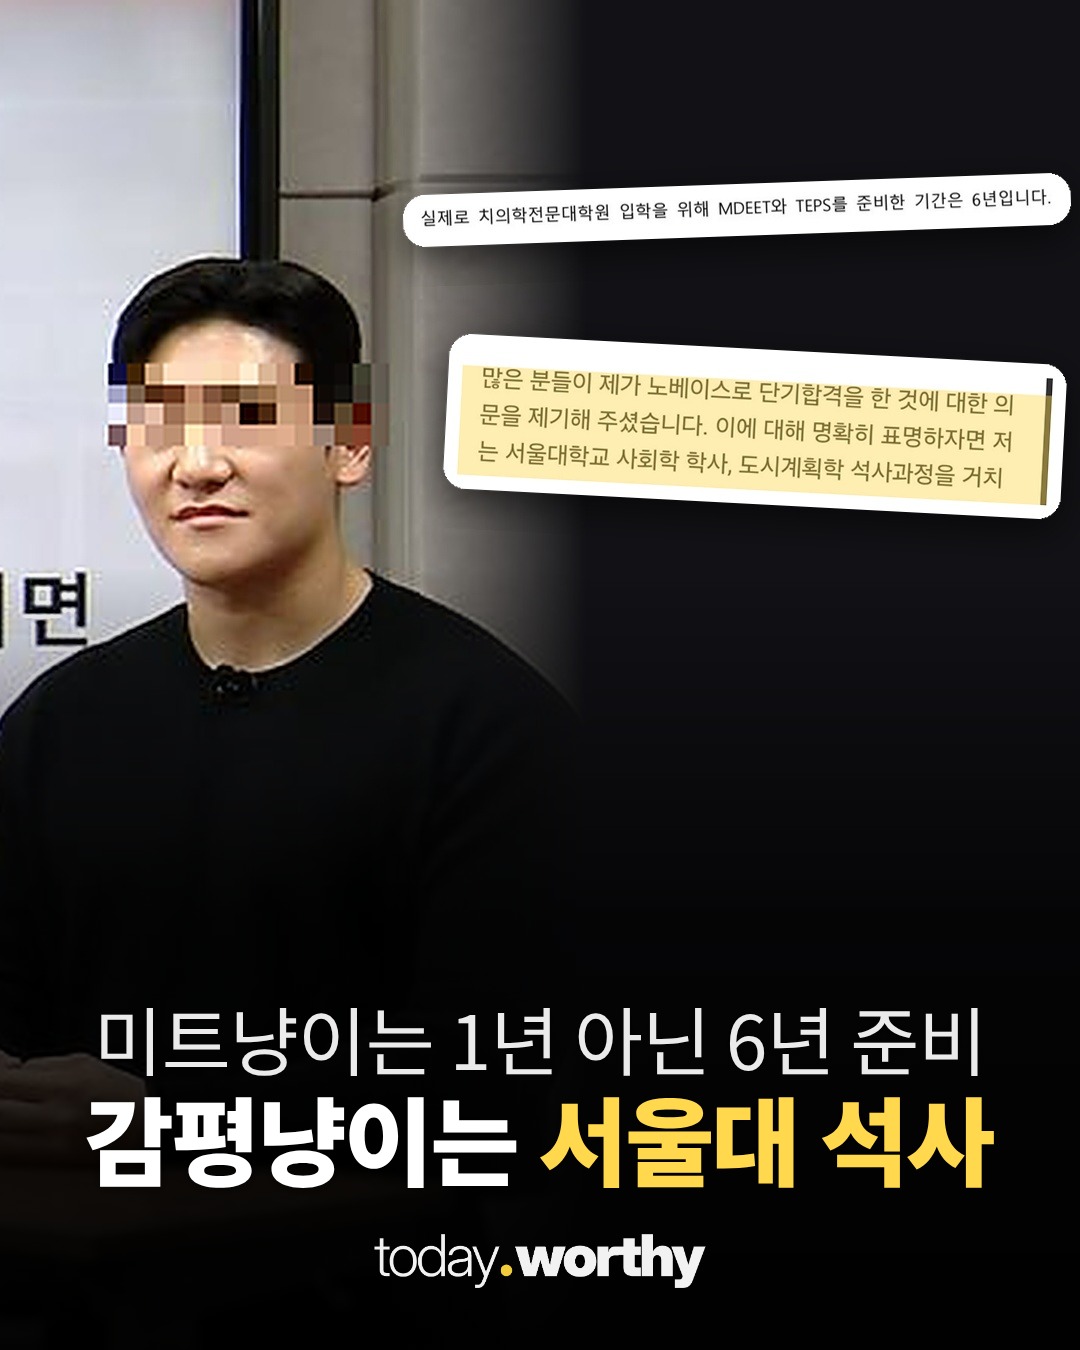 실제로 치의학전문대학원 입학을 위해 MDEET와 TEPS를 준비한 기간은 6년입니다.
많은 분들이 제가 노베이스로 단기합격을 한 것에 대한 의
문을 제기해 주셨습니다. 이에 대해 명확히 표명하자면 저
는 서울대학교 사회학 학사, 도시계획학 석사과정을 거치
면
미트냥이는 1년 아닌 6년 준비
감평냥이는 서울대 석사
today.worthy